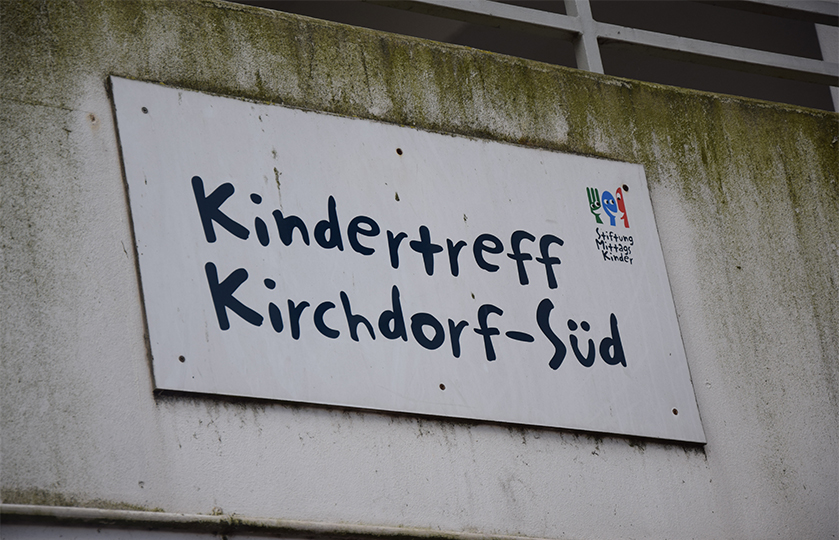 Kindertreff
Kirchdorf-Süd
Stiftung
Mittags
Kinder